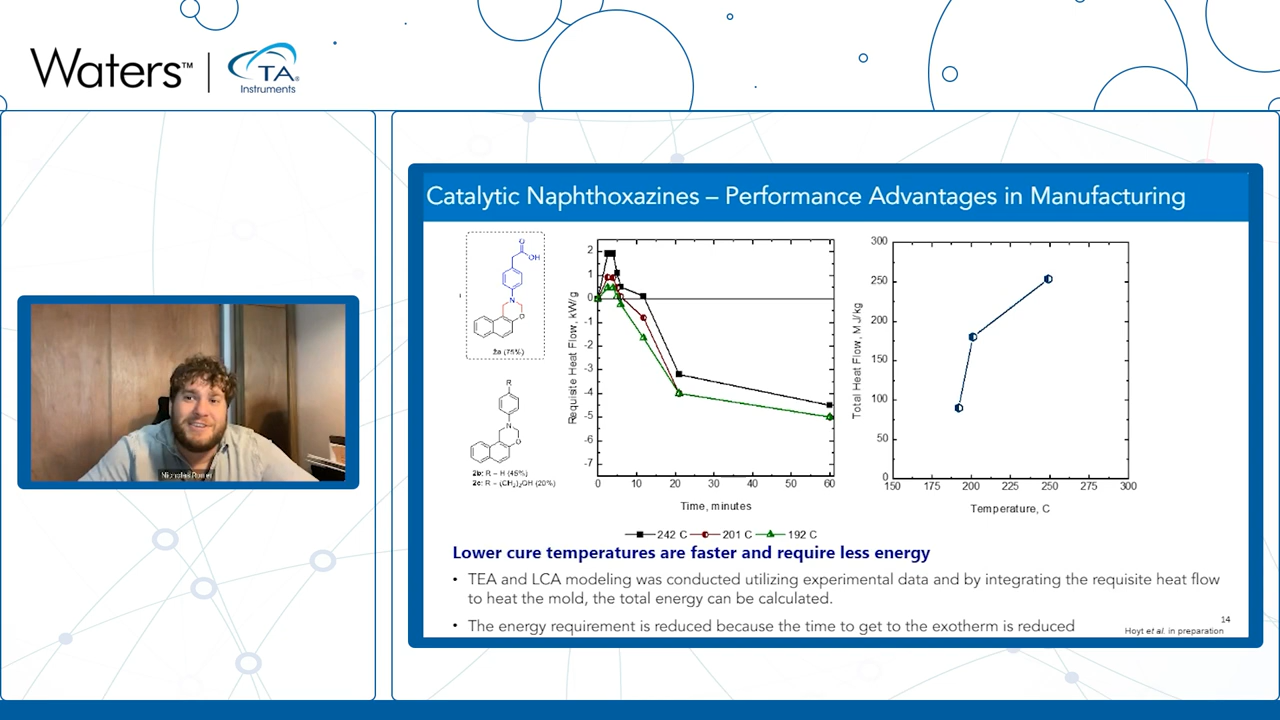 Waters™ | TA® Instruments
Catalytic Naphthoxazines – Performance Advantages in Manufacturing
O
OH
N
O
2a (75%)
R
N
O
2b: R – H (45%)
2c: R – (CH₂)₂OH (20%)
Requisite Heat Flow, kW/g
2
1
0
-1
-2
-3
-4
-5
-6
-7
0 10 20 30 40 50 60
Time, minutes
242 C 201 C 192 C
Total Heat Flow, MJ/kg
300
250
200
150
100
50
0
150 175 200 225 250 275 300
Temperature, C
Lower cure temperatures are faster and require less energy
• TEA and LCA modeling was conducted utilizing experimental data and by integrating the requisite heat flow
to heat the mold, the total energy can be calculated.
• The energy requirement is reduced because the time to get to the exotherm is reduced
14
Hoyt et al. in preparation
Nicholas